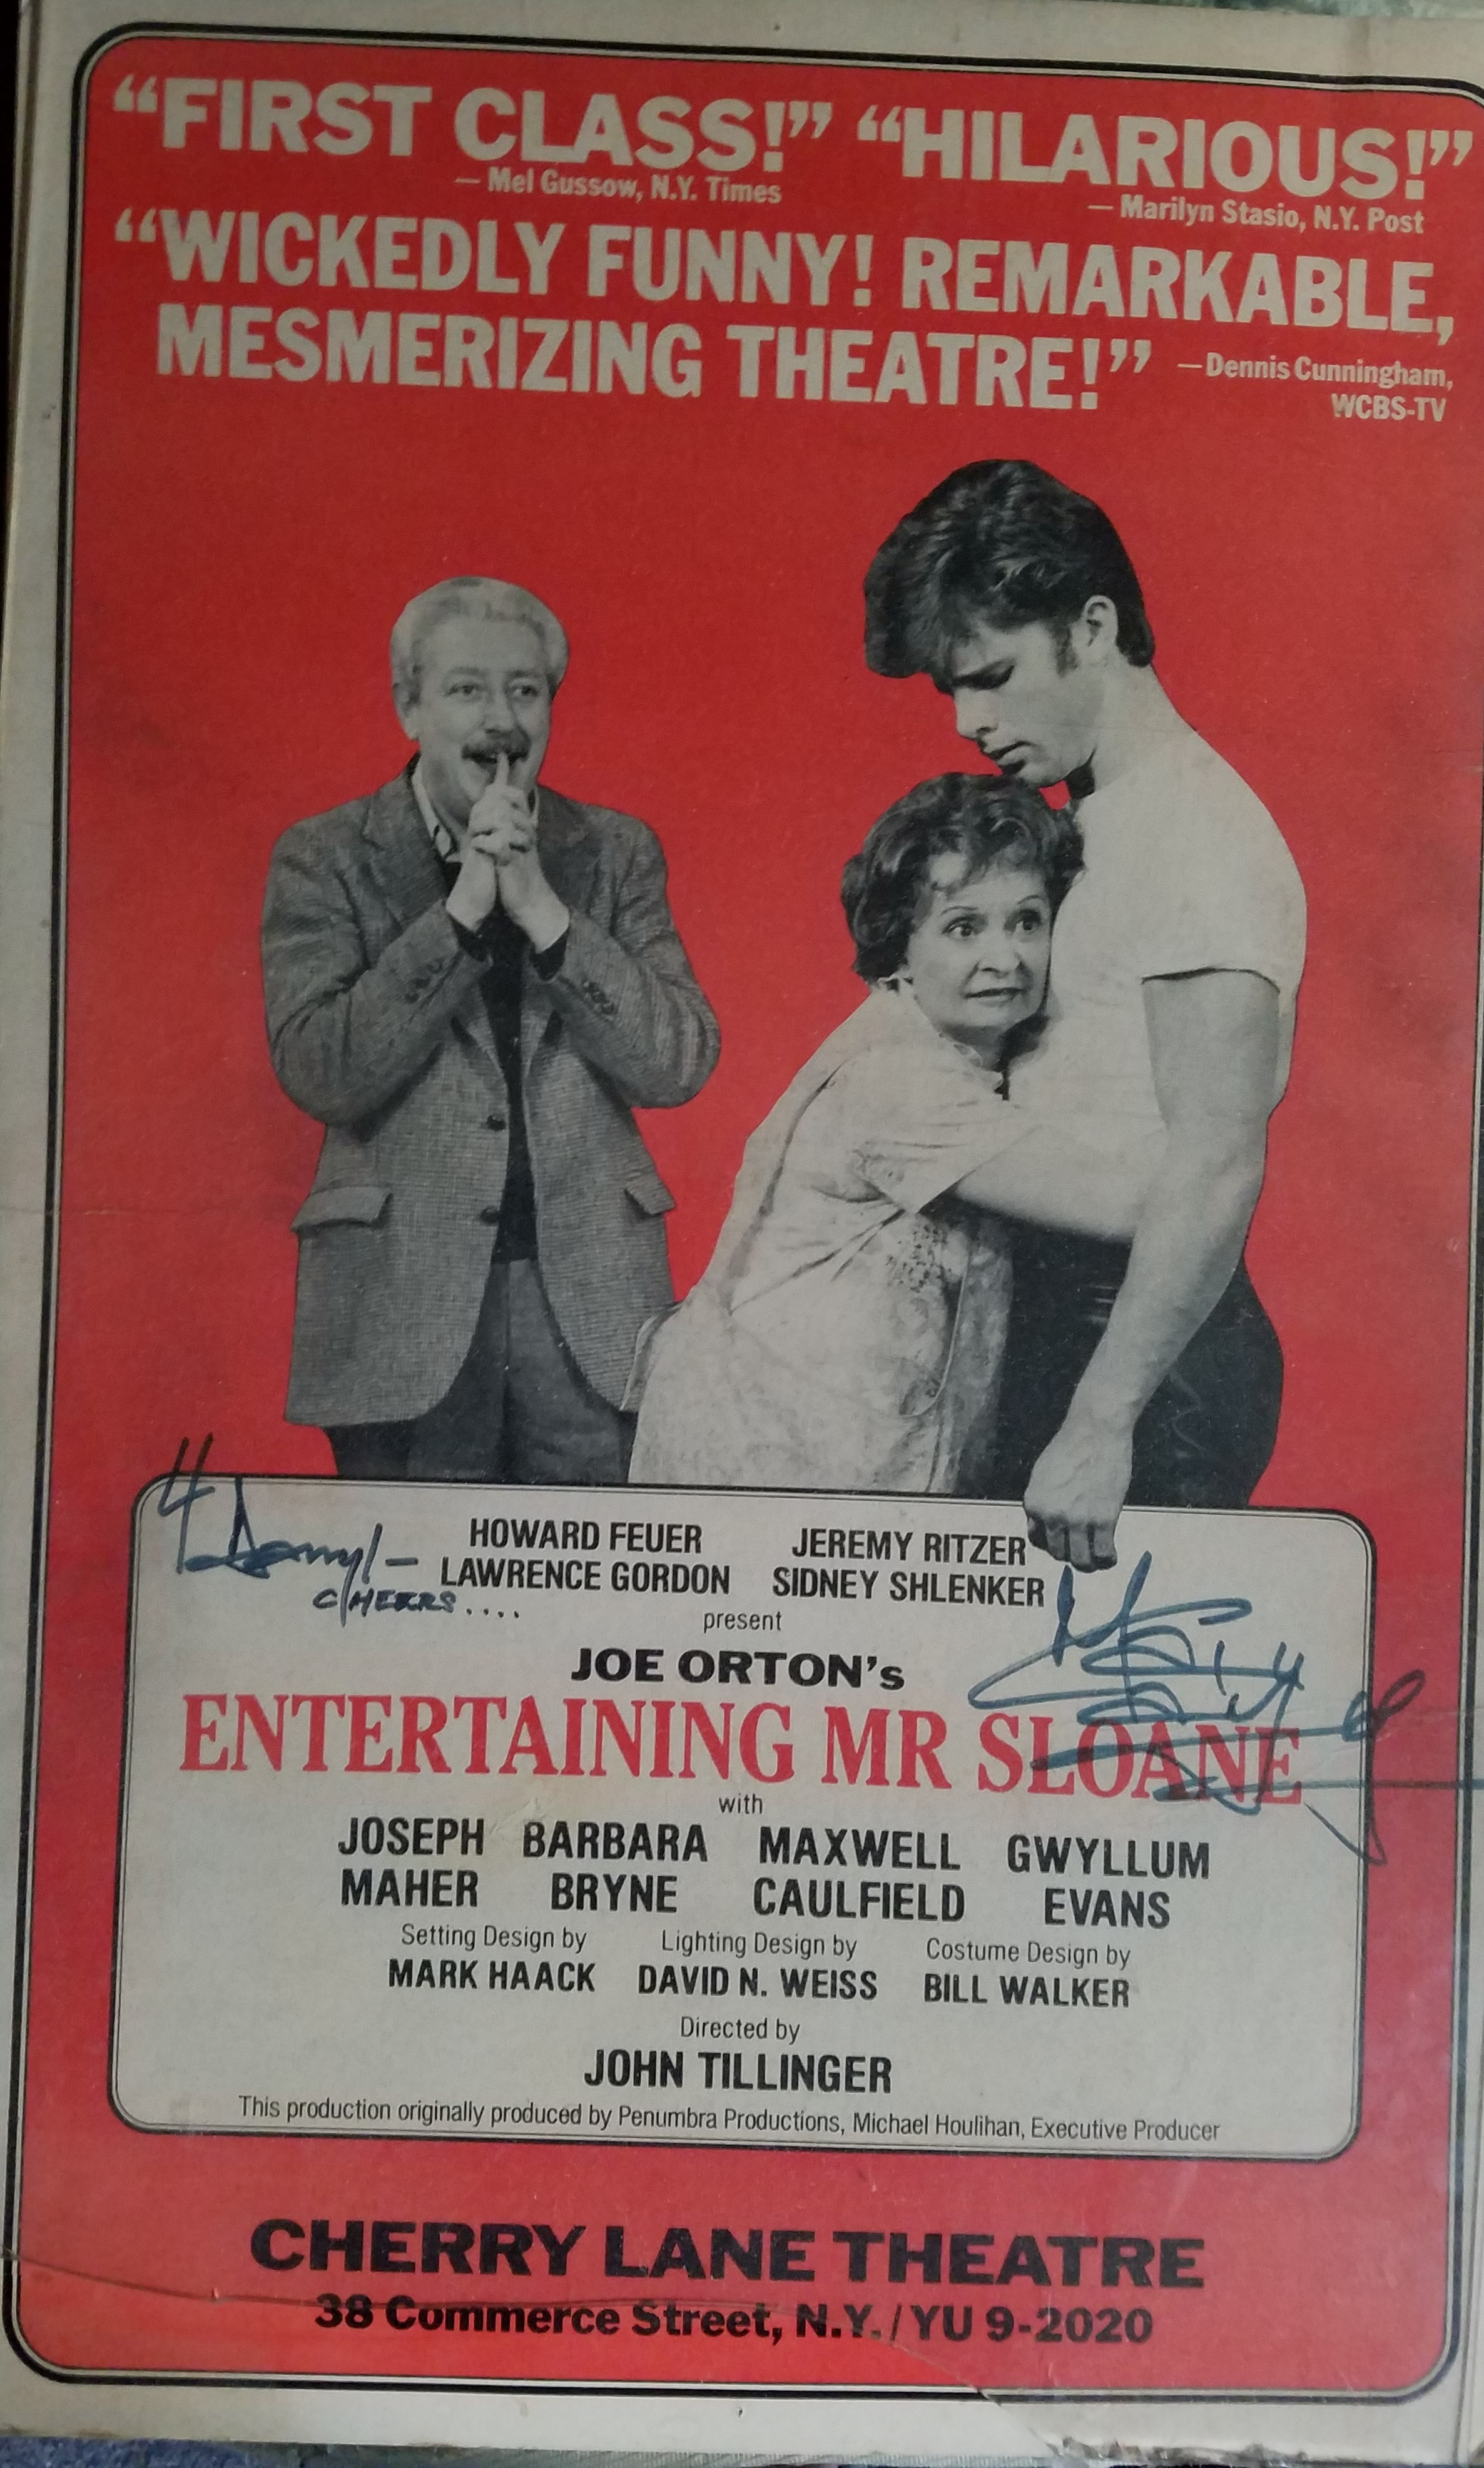 “FIRST CLASS!” “HILARIOUS!”
— Mel Gussow, N.Y. Times
— Marilyn Stasio, N.Y. Post
“WICKEDLY FUNNY! REMARKABLE,
MESMERIZING THEATRE!” —Dennis Cunningham,
WCBS-TV
4 Darryl –
CHEERS....
HOWARD FEUER JEREMY RITZER
LAWRENCE GORDON SIDNEY SHLENKER
present
JOE ORTON's
ENTERTAINING MR SLOANE
with
JOSEPH BARBARA MAXWELL GWYLLUM
MAHER BRYNE CAULFIELD EVANS
Setting Design by Lighting Design by Costume Design by
MARK HAACK DAVID N. WEISS BILL WALKER
Directed by
JOHN TILLINGER
This production originally produced by Penumbra Productions, Michael Houlihan, Executive Producer
CHERRY LANE THEATRE
38 Commerce Street, N.Y. / YU 9-2020